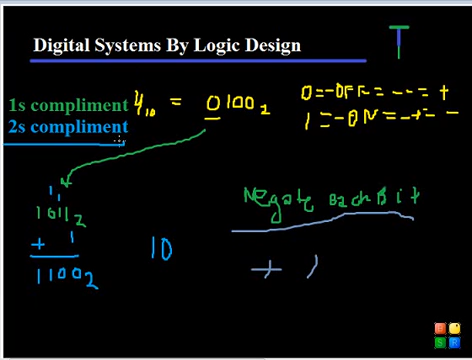 Digital Systems By Logic Design
T
1s compliment 4₁₀ = 0100₂ 0=-OFF=---=+
2s compliment 1=-ON=-+=-
11
1011₂ Negate Each Bit
+ 1 10
+ 1
1100₂
B R
S R